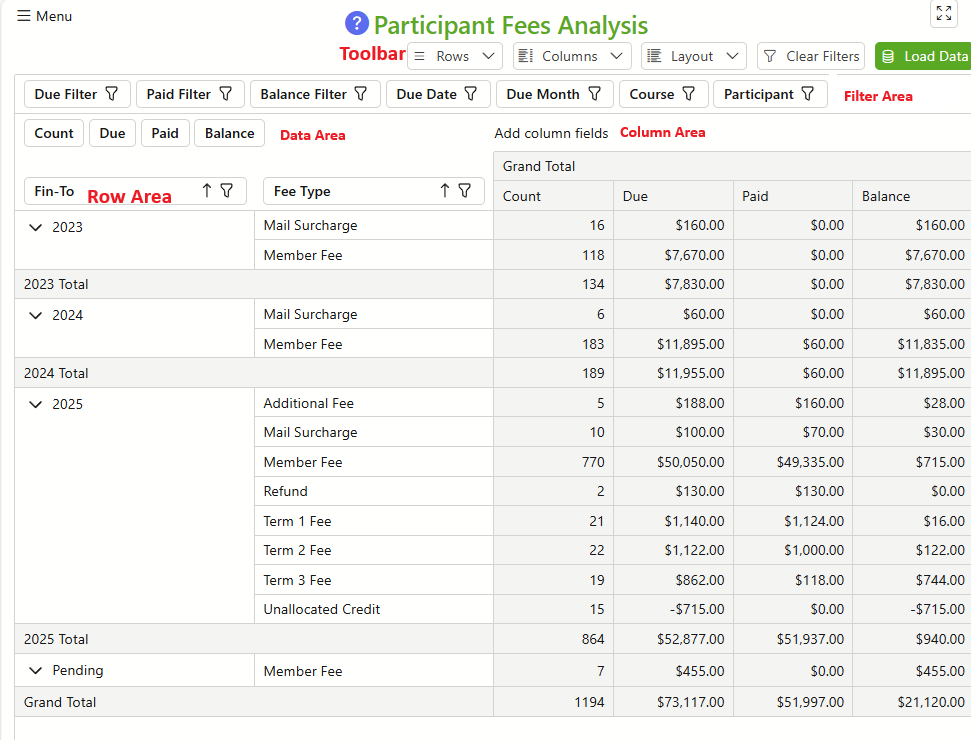 Menu
? Participant Fees Analysis
Toolbar Rows Columns Layout Clear Filters Load Data
Due Filter Paid Filter Balance Filter Due Date Due Month Course Participant Filter Area
Count Due Paid Balance Data Area Add column fields Column Area
Grand Total
Fin-To Row Area Fee Type Count Due Paid Balance
2023 Mail Surcharge 16 $160.00 $0.00 $160.00
Member Fee 118 $7,670.00 $0.00 $7,670.00
2023 Total 134 $7,830.00 $0.00 $7,830.00
2024 Mail Surcharge 6 $60.00 $0.00 $60.00
Member Fee 183 $11,895.00 $60.00 $11,835.00
2024 Total 189 $11,955.00 $60.00 $11,895.00
2025 Additional Fee 5 $188.00 $160.00 $28.00
Mail Surcharge 10 $100.00 $70.00 $30.00
Member Fee 770 $50,050.00 $49,335.00 $715.00
Refund 2 $130.00 $130.00 $0.00
Term 1 Fee 21 $1,140.00 $1,124.00 $16.00
Term 2 Fee 22 $1,122.00 $1,000.00 $122.00
Term 3 Fee 19 $862.00 $118.00 $744.00
Unallocated Credit 15 -$715.00 $0.00 -$715.00
2025 Total 864 $52,877.00 $51,937.00 $940.00
Pending Member Fee 7 $455.00 $0.00 $455.00
Grand Total 1194 $73,117.00 $51,997.00 $21,120.00